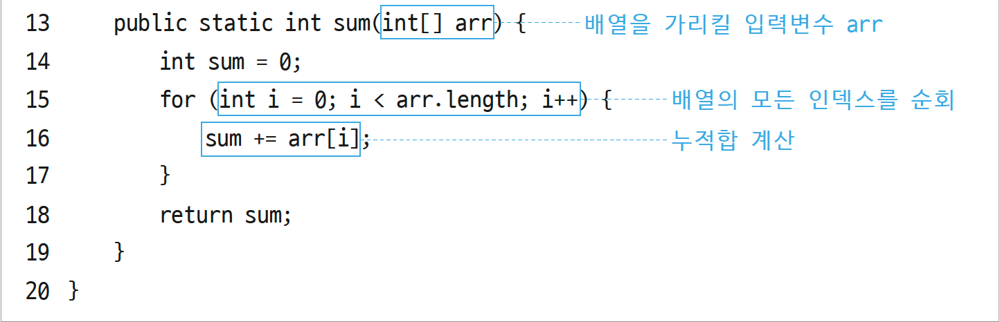 13 public static int sum(int[] arr) { 배열을 가리킬 입력변수 arr
14 int sum = 0;
15 for (int i = 0; i < arr.length; i++) { 배열의 모든 인덱스를 순회
16 sum += arr[i]; 누적합 계산
17 }
18 return sum;
19 }
20 }